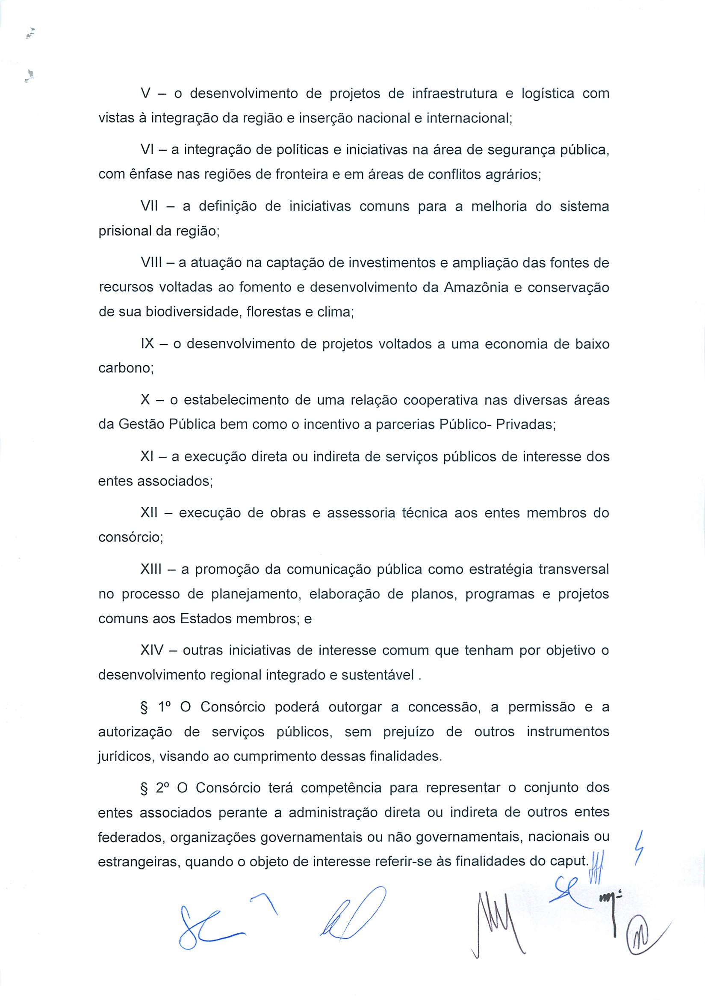 V – o desenvolvimento de projetos de infraestrutura e logística com
vistas à integração da região e inserção nacional e internacional;
VI – a integração de políticas e iniciativas na área de segurança pública,
com ênfase nas regiões de fronteira e em áreas de conflitos agrários;
VII – a definição de iniciativas comuns para a melhoria do sistema
prisional da região;
VIII – a atuação na captação de investimentos e ampliação das fontes de
recursos voltadas ao fomento e desenvolvimento da Amazônia e conservação
de sua biodiversidade, florestas e clima;
IX – o desenvolvimento de projetos voltados a uma economia de baixo
carbono;
X – o estabelecimento de uma relação cooperativa nas diversas áreas
da Gestão Pública bem como o incentivo a parcerias Público- Privadas;
XI – a execução direta ou indireta de serviços públicos de interesse dos
entes associados;
XII – execução de obras e assessoria técnica aos entes membros do
consórcio;
XIII – a promoção da comunicação pública como estratégia transversal
no processo de planejamento, elaboração de planos, programas e projetos
comuns aos Estados membros; e
XIV – outras iniciativas de interesse comum que tenham por objetivo o
desenvolvimento regional integrado e sustentável .
§ 1º O Consórcio poderá outorgar a concessão, a permissão e a
autorização de serviços públicos, sem prejuízo de outros instrumentos
jurídicos, visando ao cumprimento dessas finalidades.
§ 2º O Consórcio terá competência para representar o conjunto dos
entes associados perante a administração direta ou indireta de outros entes
federados, organizações governamentais ou não governamentais, nacionais ou
estrangeiras, quando o objeto de interesse referir-se às finalidades do caput.